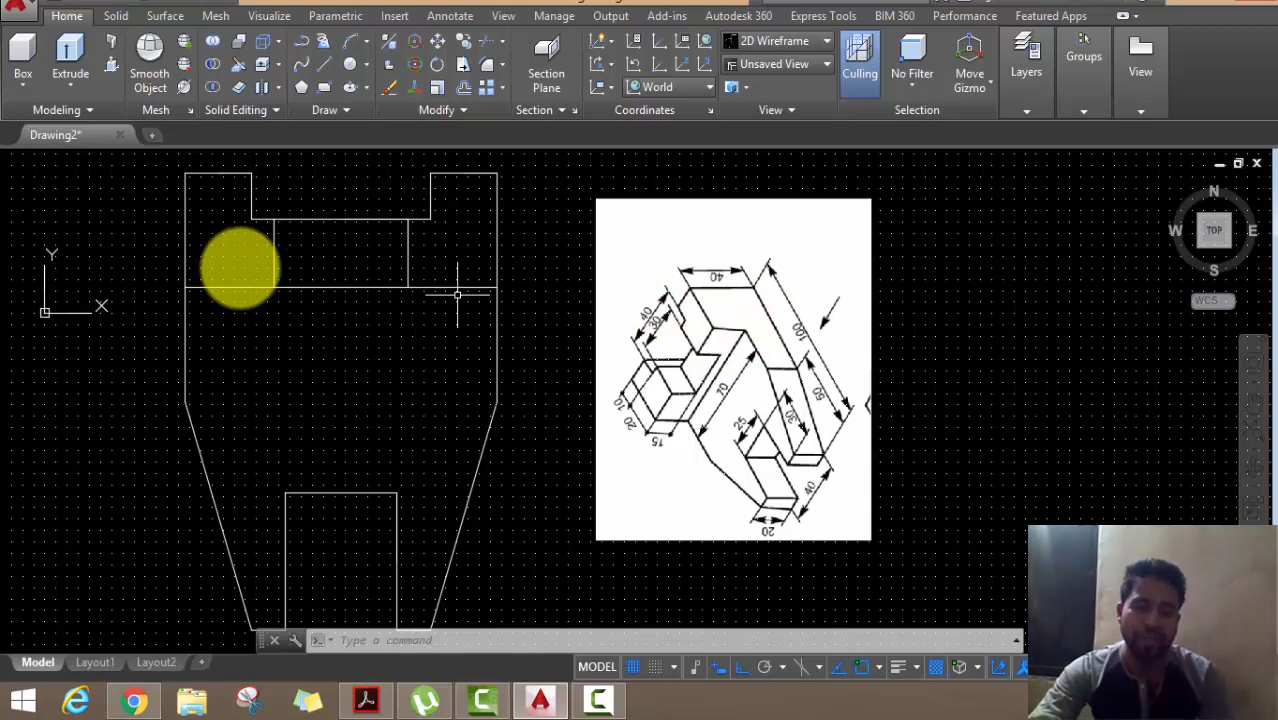 Home Solid Surface Mesh Visualize Parametric Insert Annotate View Manage Output Add-ins Autodesk 360 Express Tools BIM 360 Performance Featured Apps
2D Wireframe
Unsaved View
World
Box Extrude Smooth Object Section Plane Culling No Filter Move Gizmo Layers Groups View
Modeling Mesh Solid Editing Draw Modify Section Coordinates View Selection
Drawing2*
N
W TOP E
S
WCS
Y
X
40
100
40
30
50
70
30
10
20
15
25
40
20
Type a command
Model Layout1 Layout2
MODEL